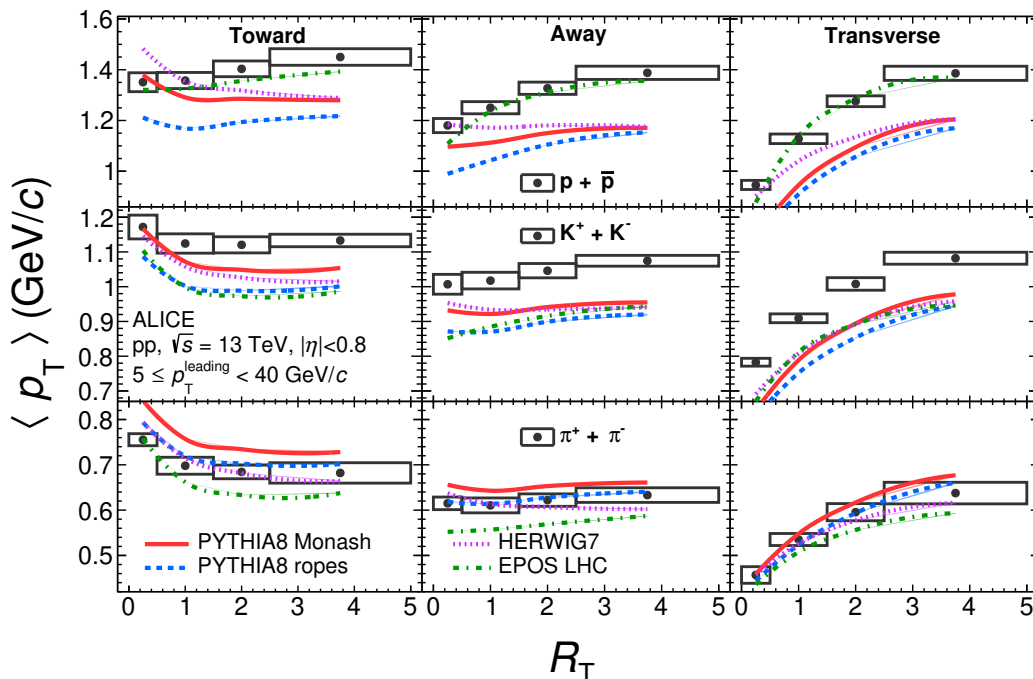 Toward Away Transverse
1.6
1.4
1.2
1
p + p̅
1.2
1.1
1
0.9
0.8
0.7
K⁺ + K⁻
ALICE
pp, √s = 13 TeV, |η|<0.8
5 ≤ p_T^leading < 40 GeV/c
0.8
0.7
0.6
0.5
π⁺ + π⁻
PYTHIA8 Monash
PYTHIA8 ropes
HERWIG7
EPOS LHC
0 1 2 3 4 5 0 1 2 3 4 5 0 1 2 3 4 5
⟨ p_T ⟩ (GeV/c)
R_T